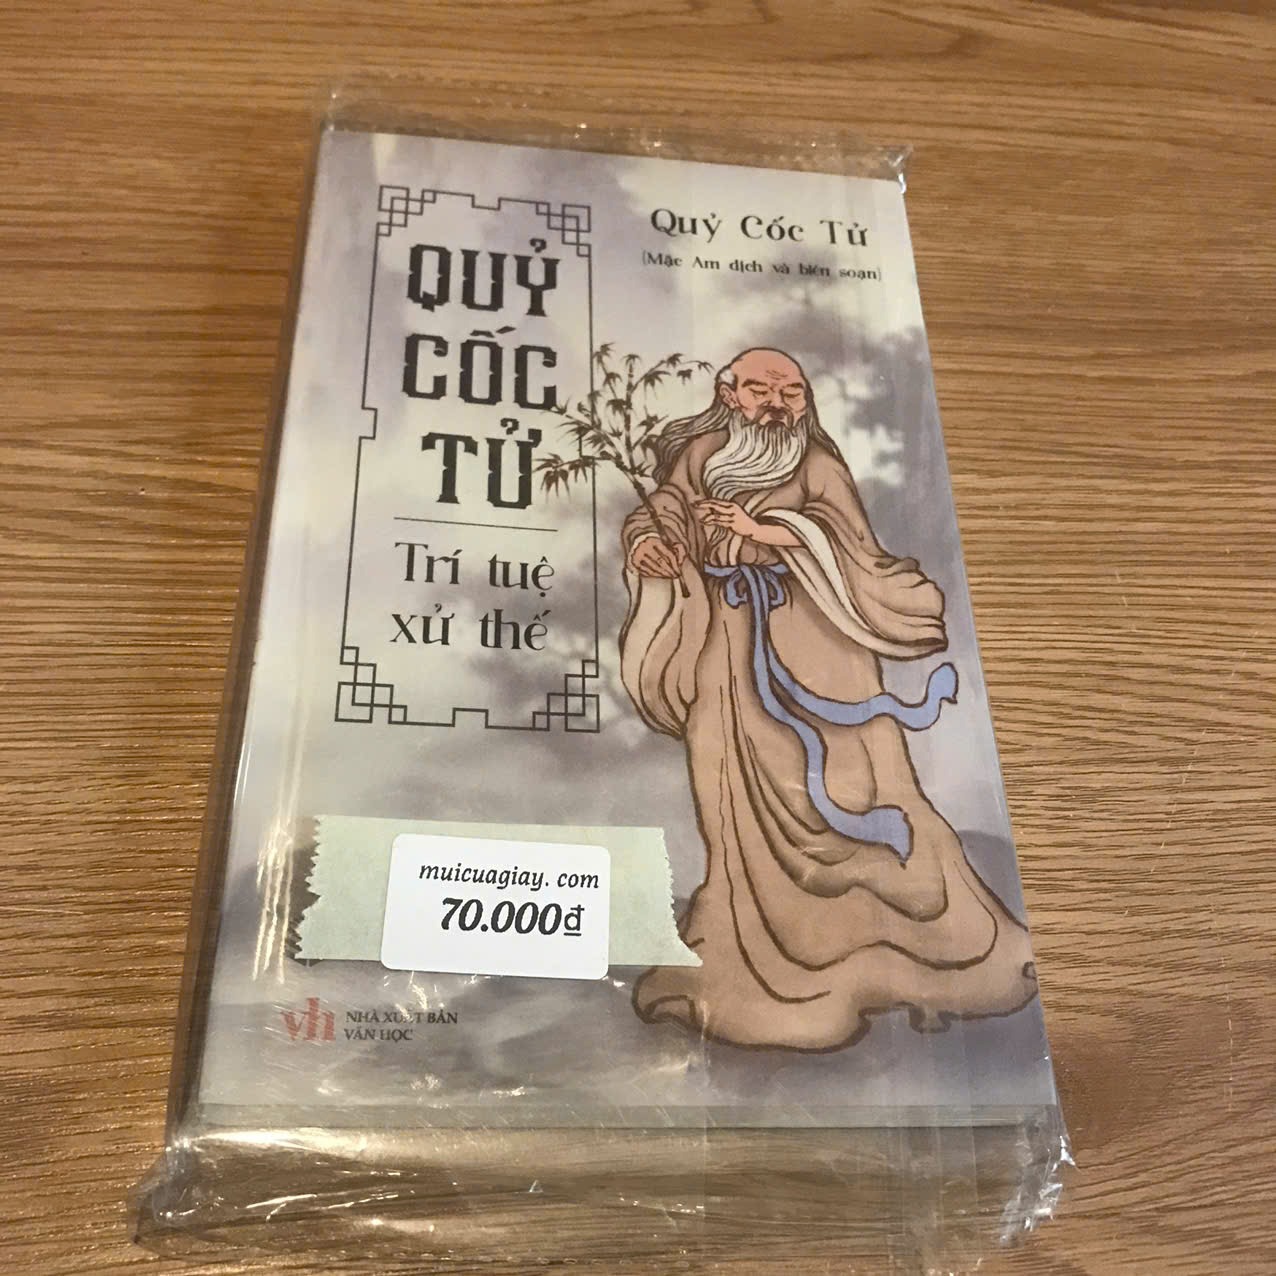 QUỶ
CỐC
TỬ
Trí tuệ
xử thế
Quỷ Cốc Tử
(Mặc Am dịch và biên soạn)
muicuagiay. com
70.000₫
vh
NHÀ XUẤT BẢN
VĂN HỌC